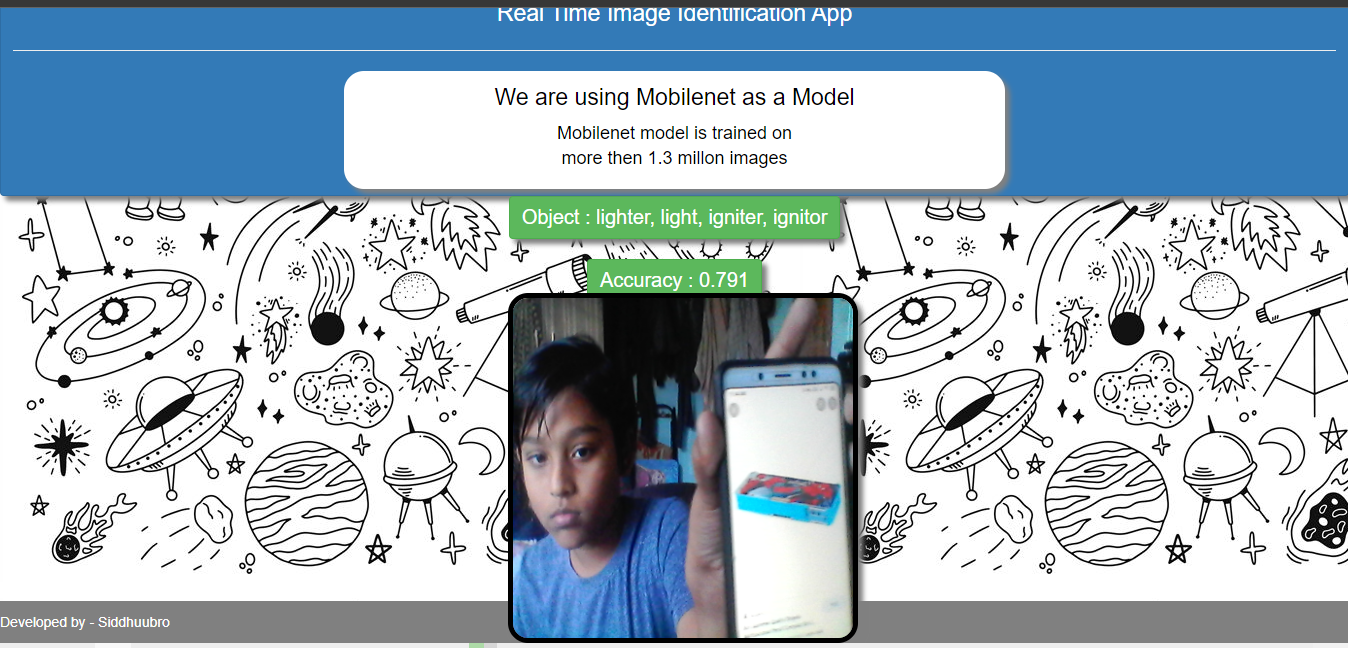 Real Time Image Identification App
We are using Mobilenet as a Model
Mobilenet model is trained on
more then 1.3 millon images
Object : lighter, light, igniter, ignitor
Accuracy : 0.791
Developed by - Siddhuubro